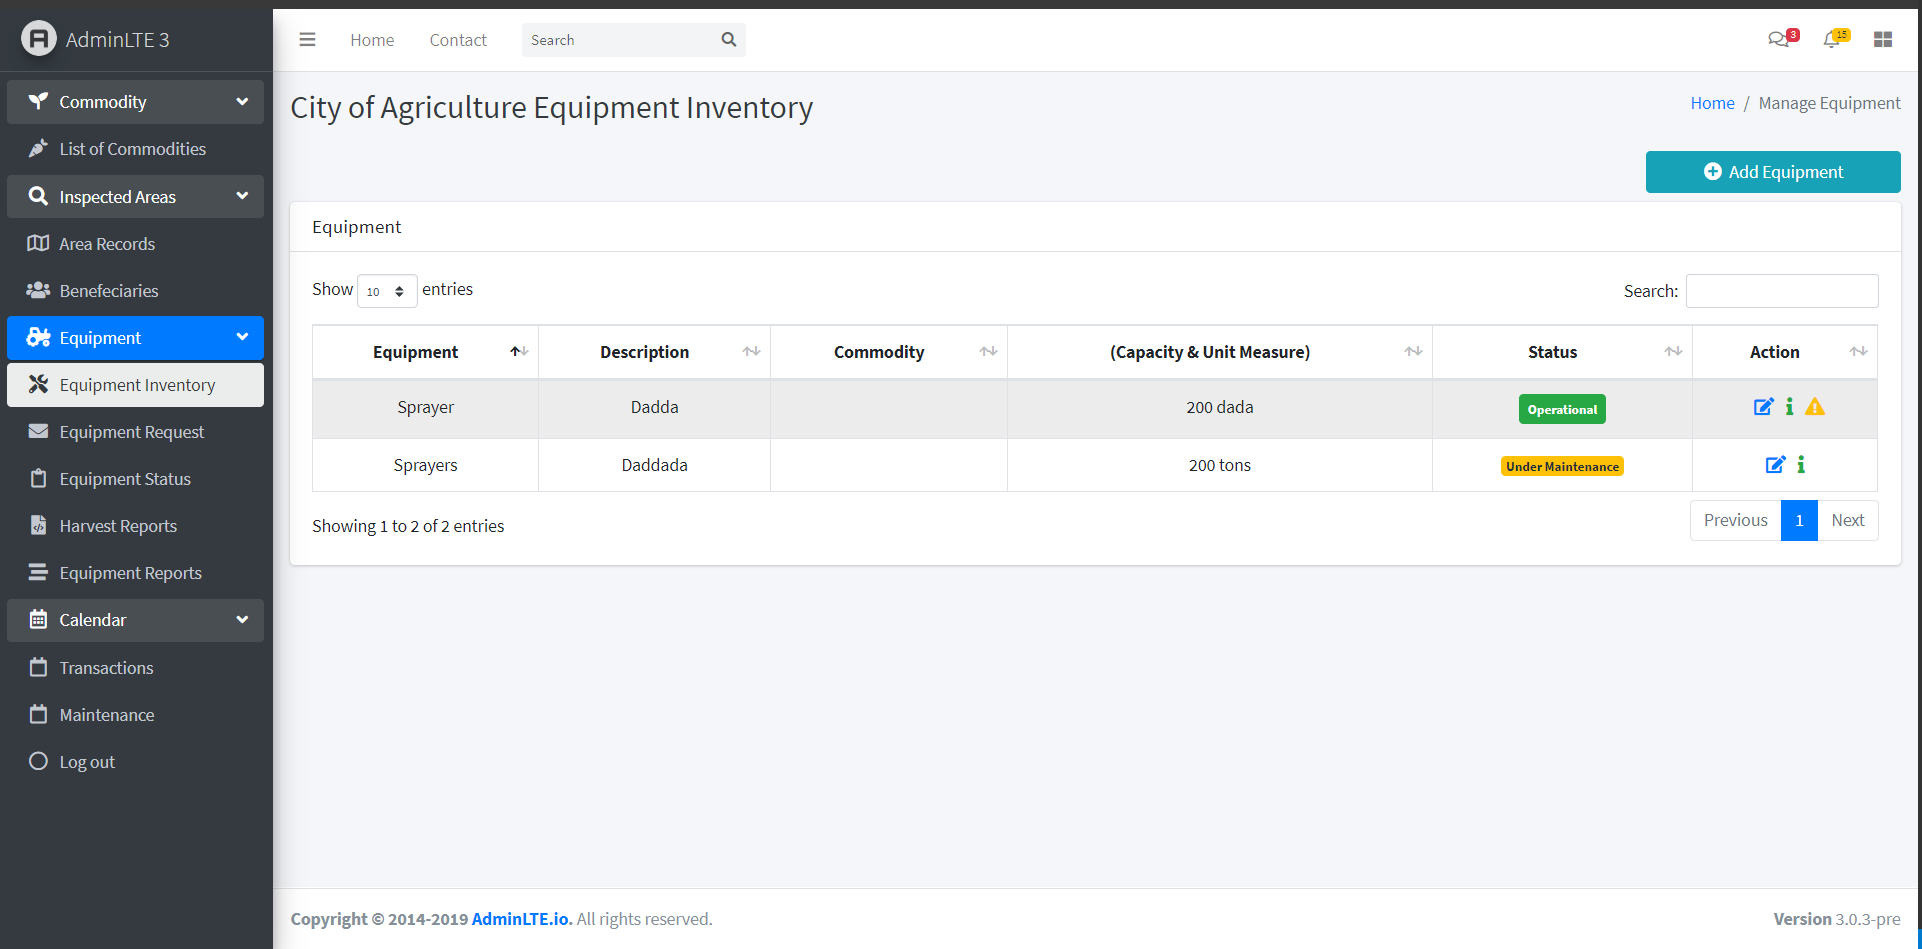 AdminLTE 3
Commodity
List of Commodities
Inspected Areas
Area Records
Benefeciaries
Equipment
Equipment Inventory
Equipment Request
Equipment Status
Harvest Reports
Equipment Reports
Calendar
Transactions
Maintenance
Log out
Home Contact Search 3 15
City of Agriculture Equipment Inventory
Home / Manage Equipment
Add Equipment
Equipment
Show 10 entries
Search:
Equipment Description Commodity (Capacity & Unit Measure) Status Action
Sprayer Dadda 200 dada Operational
Sprayers Daddada 200 tons Under Maintenance
Showing 1 to 2 of 2 entries
Previous 1 Next
Copyright © 2014-2019 AdminLTE.io. All rights reserved.
Version 3.0.3-pre